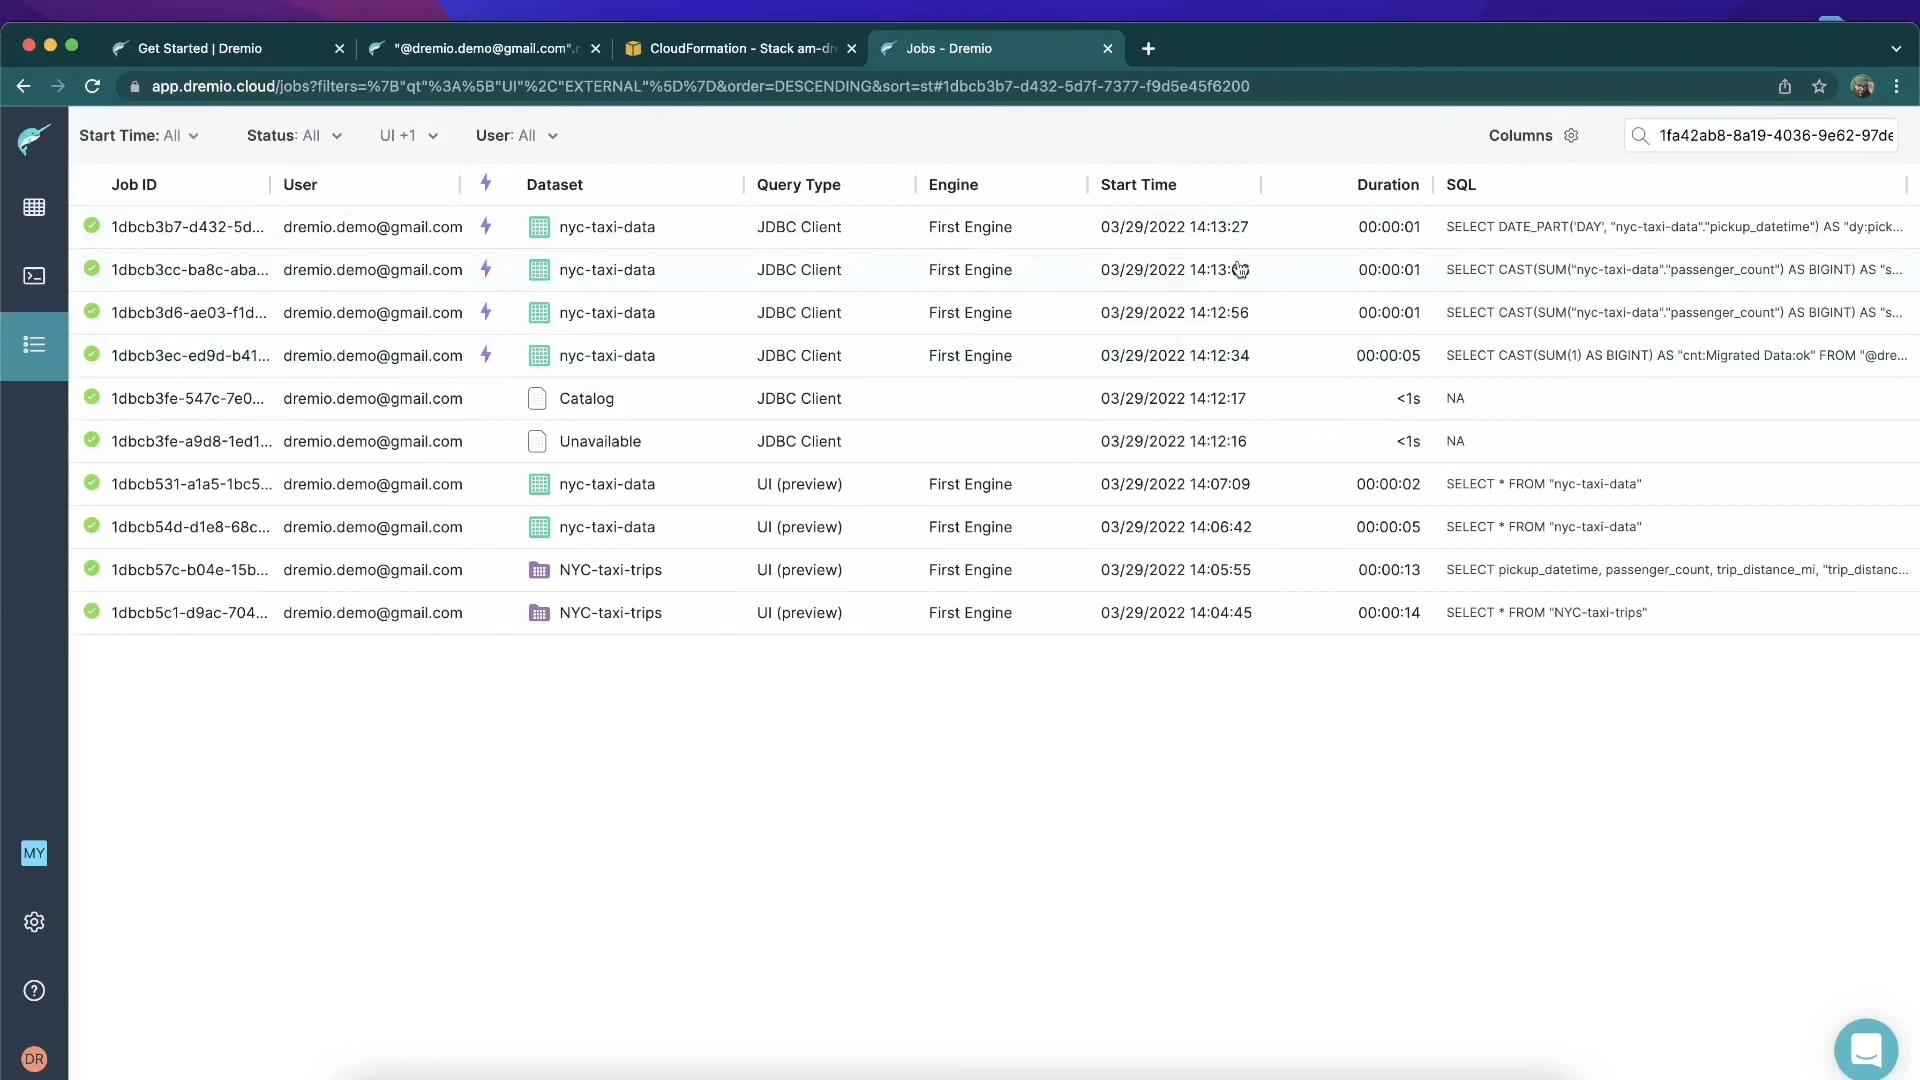 Get Started | Dremio
"@dremio.demo@gmail.com".
CloudFormation - Stack am-dr
Jobs - Dremio
app.dremio.cloud/jobs?filters=%7B"qt"%3A%5B"UI"%2C"EXTERNAL"%5D%7D&order=DESCENDING&sort=st#1dbcb3b7-d432-5d7f-7377-f9d5e45f6200
Start Time: All Status: All UI +1 User: All Columns 1fa42ab8-8a19-4036-9e62-97de
Job ID User Dataset Query Type Engine Start Time Duration SQL
1dbcb3b7-d432-5d... dremio.demo@gmail.com nyc-taxi-data JDBC Client First Engine 03/29/2022 14:13:27 00:00:01 SELECT DATE_PART('DAY', "nyc-taxi-data"."pickup_datetime") AS "dy:pick...
1dbcb3cc-ba8c-aba... dremio.demo@gmail.com nyc-taxi-data JDBC Client First Engine 03/29/2022 14:13: 00:00:01 SELECT CAST(SUM("nyc-taxi-data"."passenger_count") AS BIGINT) AS "s...
1dbcb3d6-ae03-f1d... dremio.demo@gmail.com nyc-taxi-data JDBC Client First Engine 03/29/2022 14:12:56 00:00:01 SELECT CAST(SUM("nyc-taxi-data"."passenger_count") AS BIGINT) AS "s...
1dbcb3ec-ed9d-b41... dremio.demo@gmail.com nyc-taxi-data JDBC Client First Engine 03/29/2022 14:12:34 00:00:05 SELECT CAST(SUM(1) AS BIGINT) AS "cnt:Migrated Data:ok" FROM "@dre...
1dbcb3fe-547c-7e0... dremio.demo@gmail.com Catalog JDBC Client 03/29/2022 14:12:17 <1s NA
1dbcb3fe-a9d8-1ed1... dremio.demo@gmail.com Unavailable JDBC Client 03/29/2022 14:12:16 <1s NA
1dbcb531-a1a5-1bc5... dremio.demo@gmail.com nyc-taxi-data UI (preview) First Engine 03/29/2022 14:07:09 00:00:02 SELECT * FROM "nyc-taxi-data"
1dbcb54d-d1e8-68c... dremio.demo@gmail.com nyc-taxi-data UI (preview) First Engine 03/29/2022 14:06:42 00:00:05 SELECT * FROM "nyc-taxi-data"
1dbcb57c-b04e-15b... dremio.demo@gmail.com NYC-taxi-trips UI (preview) First Engine 03/29/2022 14:05:55 00:00:13 SELECT pickup_datetime, passenger_count, trip_distance_mi, "trip_distanc...
1dbcb5c1-d9ac-704... dremio.demo@gmail.com NYC-taxi-trips UI (preview) First Engine 03/29/2022 14:04:45 00:00:14 SELECT * FROM "NYC-taxi-trips"
MY
DR